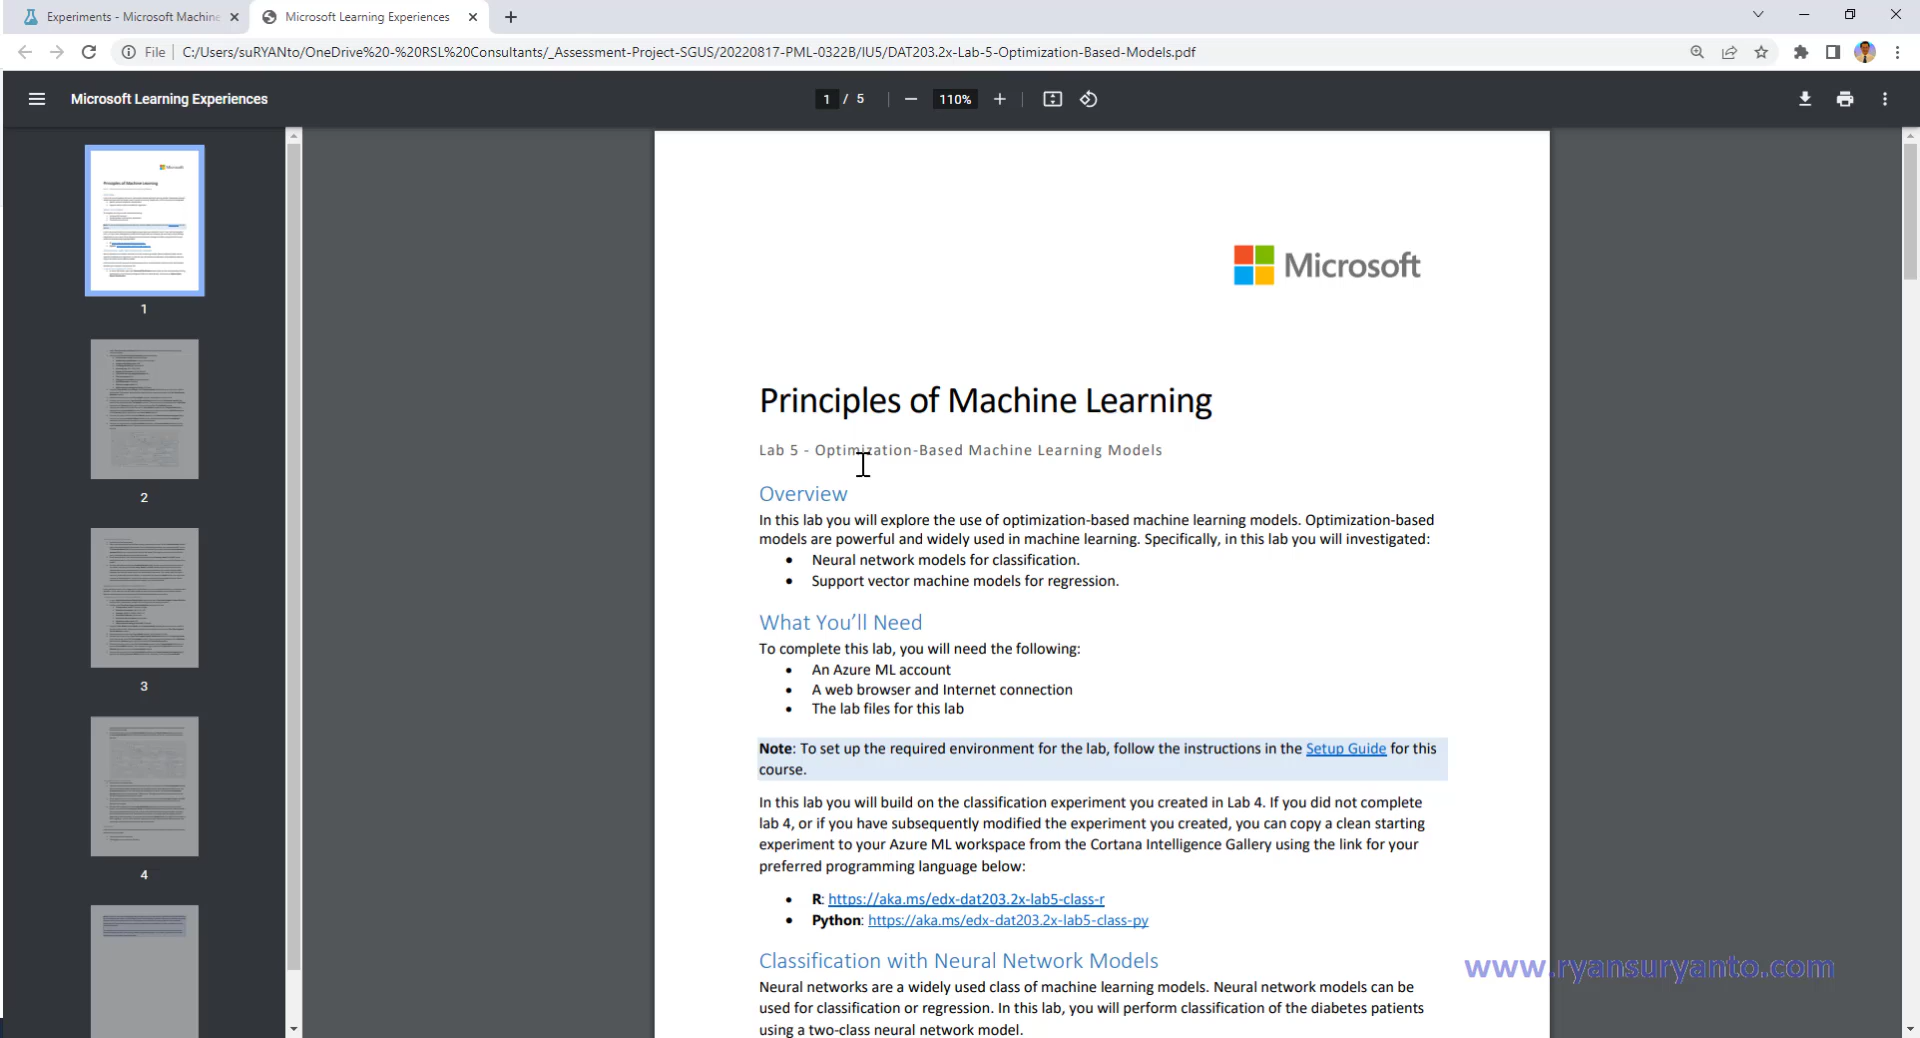 Experiments - Microsoft Machine
Microsoft Learning Experiences
File
C:/Users/suRYANto/OneDrive%20-%20RSL%20Consultants/_Assessment-Project-SGUS/20220817-PML-0322B/IU5/DAT203.2x-Lab-5-Optimization-Based-Models.pdf
Microsoft Learning Experiences
1 / 5
110%
1
2
3
4
Microsoft
Principles of Machine Learning
Lab 5 - Optimization-Based Machine Learning Models
Overview
In this lab you will explore the use of optimization-based machine learning models. Optimization-based
models are powerful and widely used in machine learning. Specifically, in this lab you will investigated:
• Neural network models for classification.
• Support vector machine models for regression.
What You'll Need
To complete this lab, you will need the following:
• An Azure ML account
• A web browser and Internet connection
• The lab files for this lab
Note: To set up the required environment for the lab, follow the instructions in the Setup Guide for this
course.
In this lab you will build on the classification experiment you created in Lab 4. If you did not complete
lab 4, or if you have subsequently modified the experiment you created, you can copy a clean starting
experiment to your Azure ML workspace from the Cortana Intelligence Gallery using the link for your
preferred programming language below:
• R: https://aka.ms/edx-dat203.2x-lab5-class-r
• Python: https://aka.ms/edx-dat203.2x-lab5-class-py
Classification with Neural Network Models
Neural networks are a widely used class of machine learning models. Neural network models can be
used for classification or regression. In this lab, you will perform classification of the diabetes patients
using a two-class neural network model.
www.ryansuryanto.com